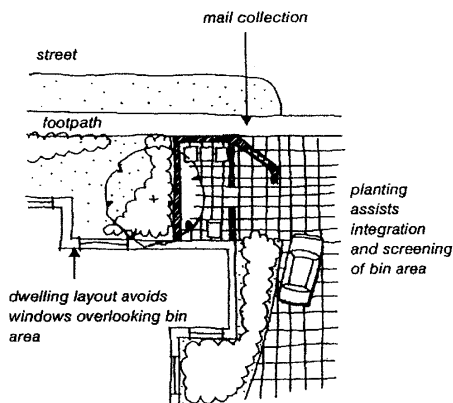 mail collection
street
footpath
planting
assists
integration
and screening
of bin area
dwelling layout avoids
windows overlooking bin
area